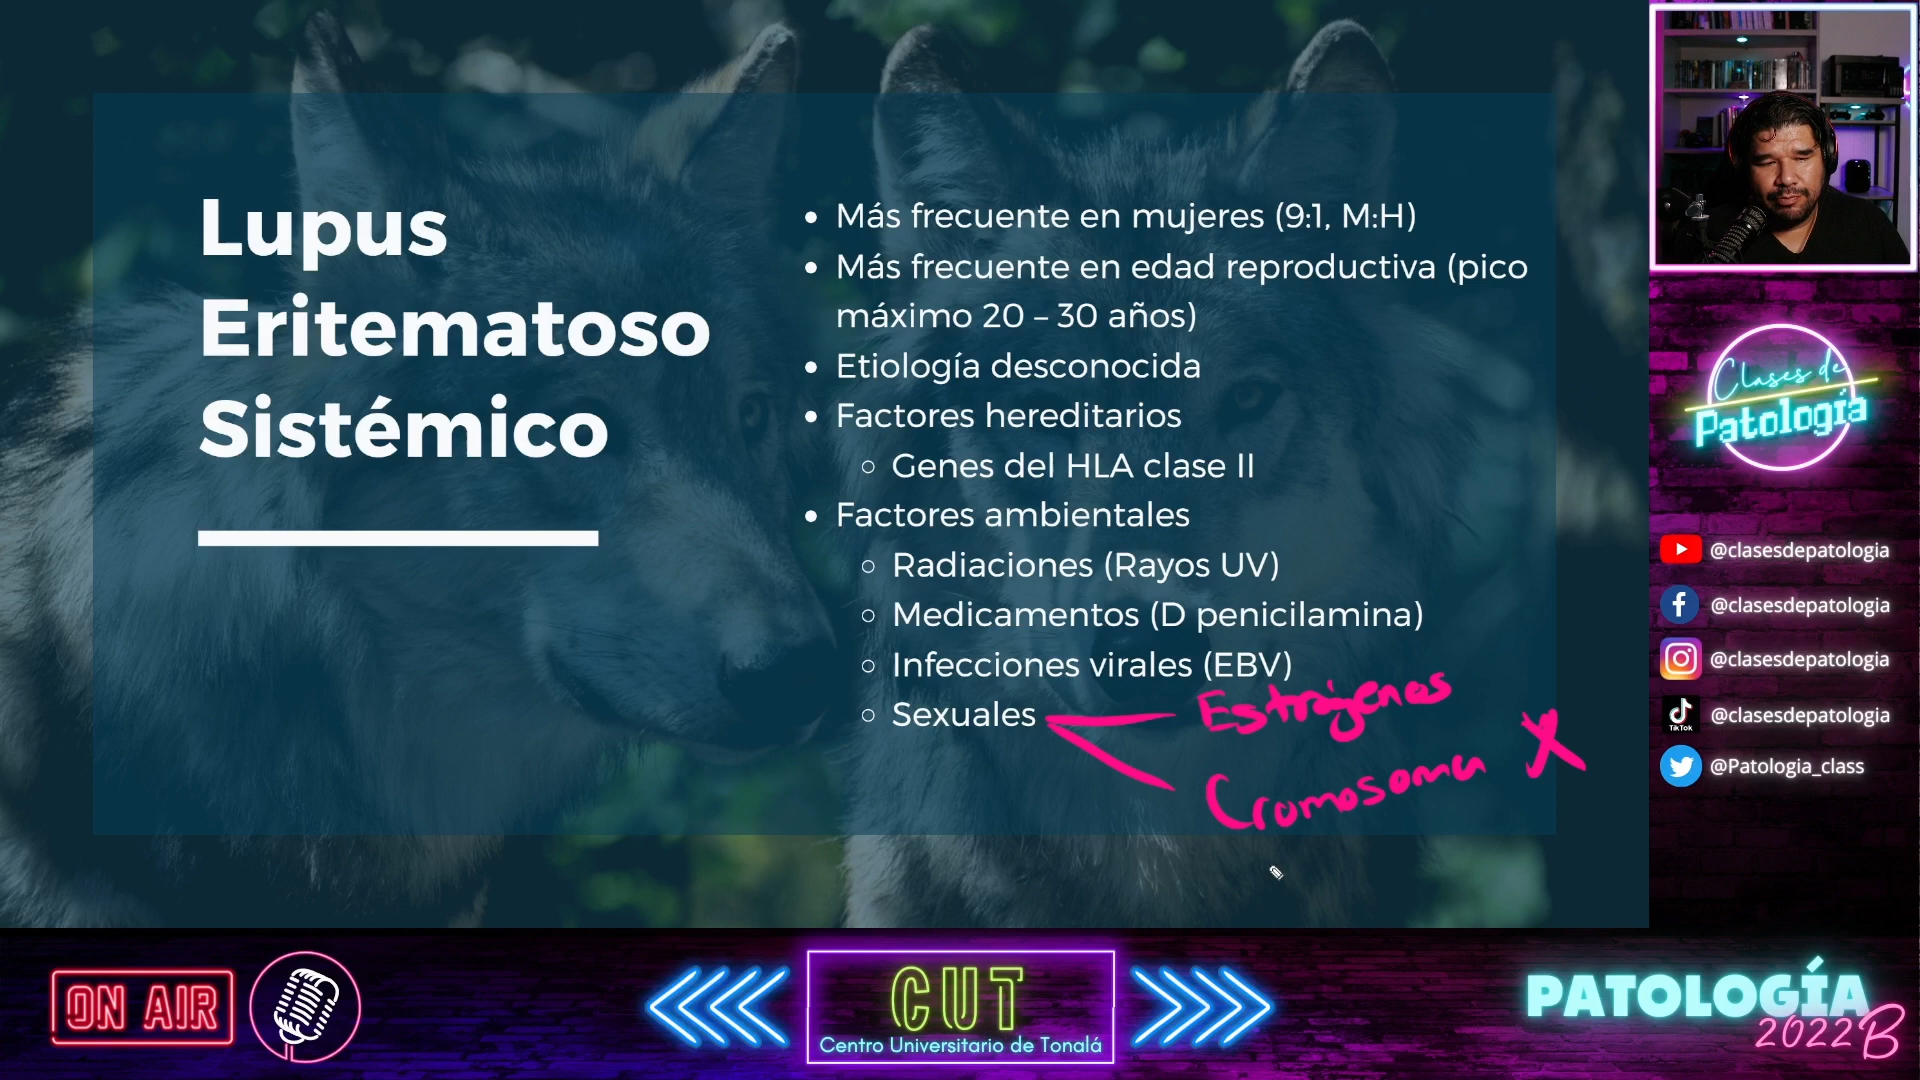 Lupus
Eritematoso
Sistémico
• Más frecuente en mujeres (9:1, M:H)
• Más frecuente en edad reproductiva (pico
máximo 20 – 30 años)
• Etiología desconocida
• Factores hereditarios
○ Genes del HLA clase II
• Factores ambientales
○ Radiaciones (Rayos UV)
○ Medicamentos (D penicilamina)
○ Infecciones virales (EBV)
○ Sexuales
Estrógenos
Cromosoma X
Clases de
Patología
@clasesdepatologia
@clasesdepatologia
@clasesdepatologia
TikTok
@clasesdepatologia
@Patologia_class
ON AIR
CUT
Centro Universitario de Tonalá
PATOLOGÍA
2022B